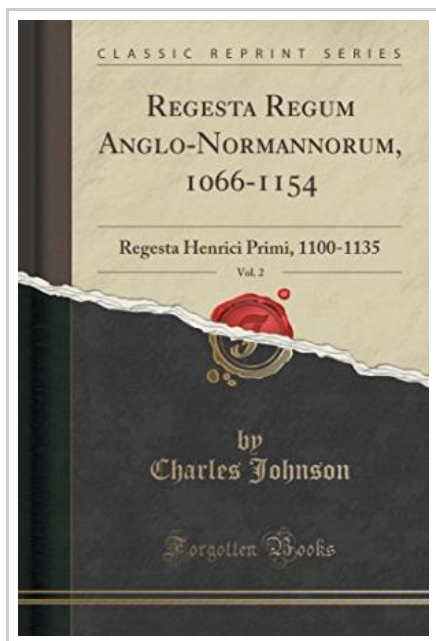 CLASSIC REPRINT SERIES
REGESTA REGUM
ANGLO-NORMANNORUM,
1066-1154
Regesta Henrici Primi, 1100-1135
Vol. 2
by
Charles Johnson
Forgotten Books